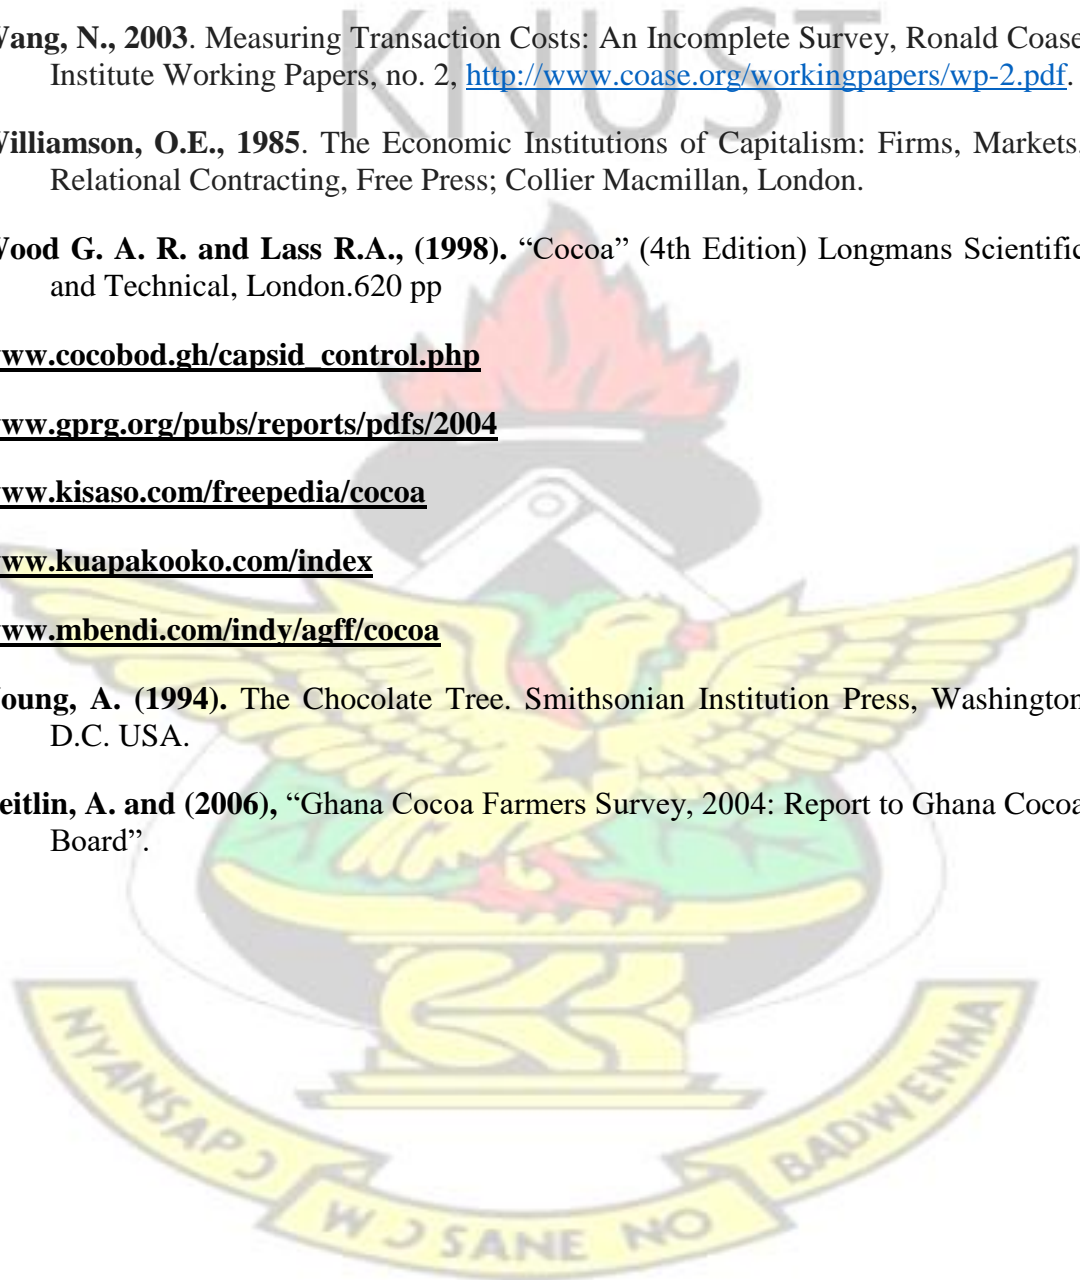 KNUST
Wang, N., 2003. Measuring Transaction Costs: An Incomplete Survey, Ronald Coase
Institute Working Papers, no. 2, http://www.coase.org/workingpapers/wp-2.pdf.
Williamson, O.E., 1985. The Economic Institutions of Capitalism: Firms, Markets,
Relational Contracting, Free Press; Collier Macmillan, London.
Wood G. A. R. and Lass R.A., (1998). “Cocoa” (4th Edition) Longmans Scientific
and Technical, London.620 pp
www.cocobod.gh/capsid_control.php
www.gprg.org/pubs/reports/pdfs/2004
www.kisaso.com/freepedia/cocoa
www.kuapakooko.com/index
www.mbendi.com/indy/agff/cocoa
Young, A. (1994). The Chocolate Tree. Smithsonian Institution Press, Washington
D.C. USA.
eitlin, A. and (2006), “Ghana Cocoa Farmers Survey, 2004: Report to Ghana Cocoa
Board”.
NYANSAPƆ
WƆSANE NO
BADWENMA